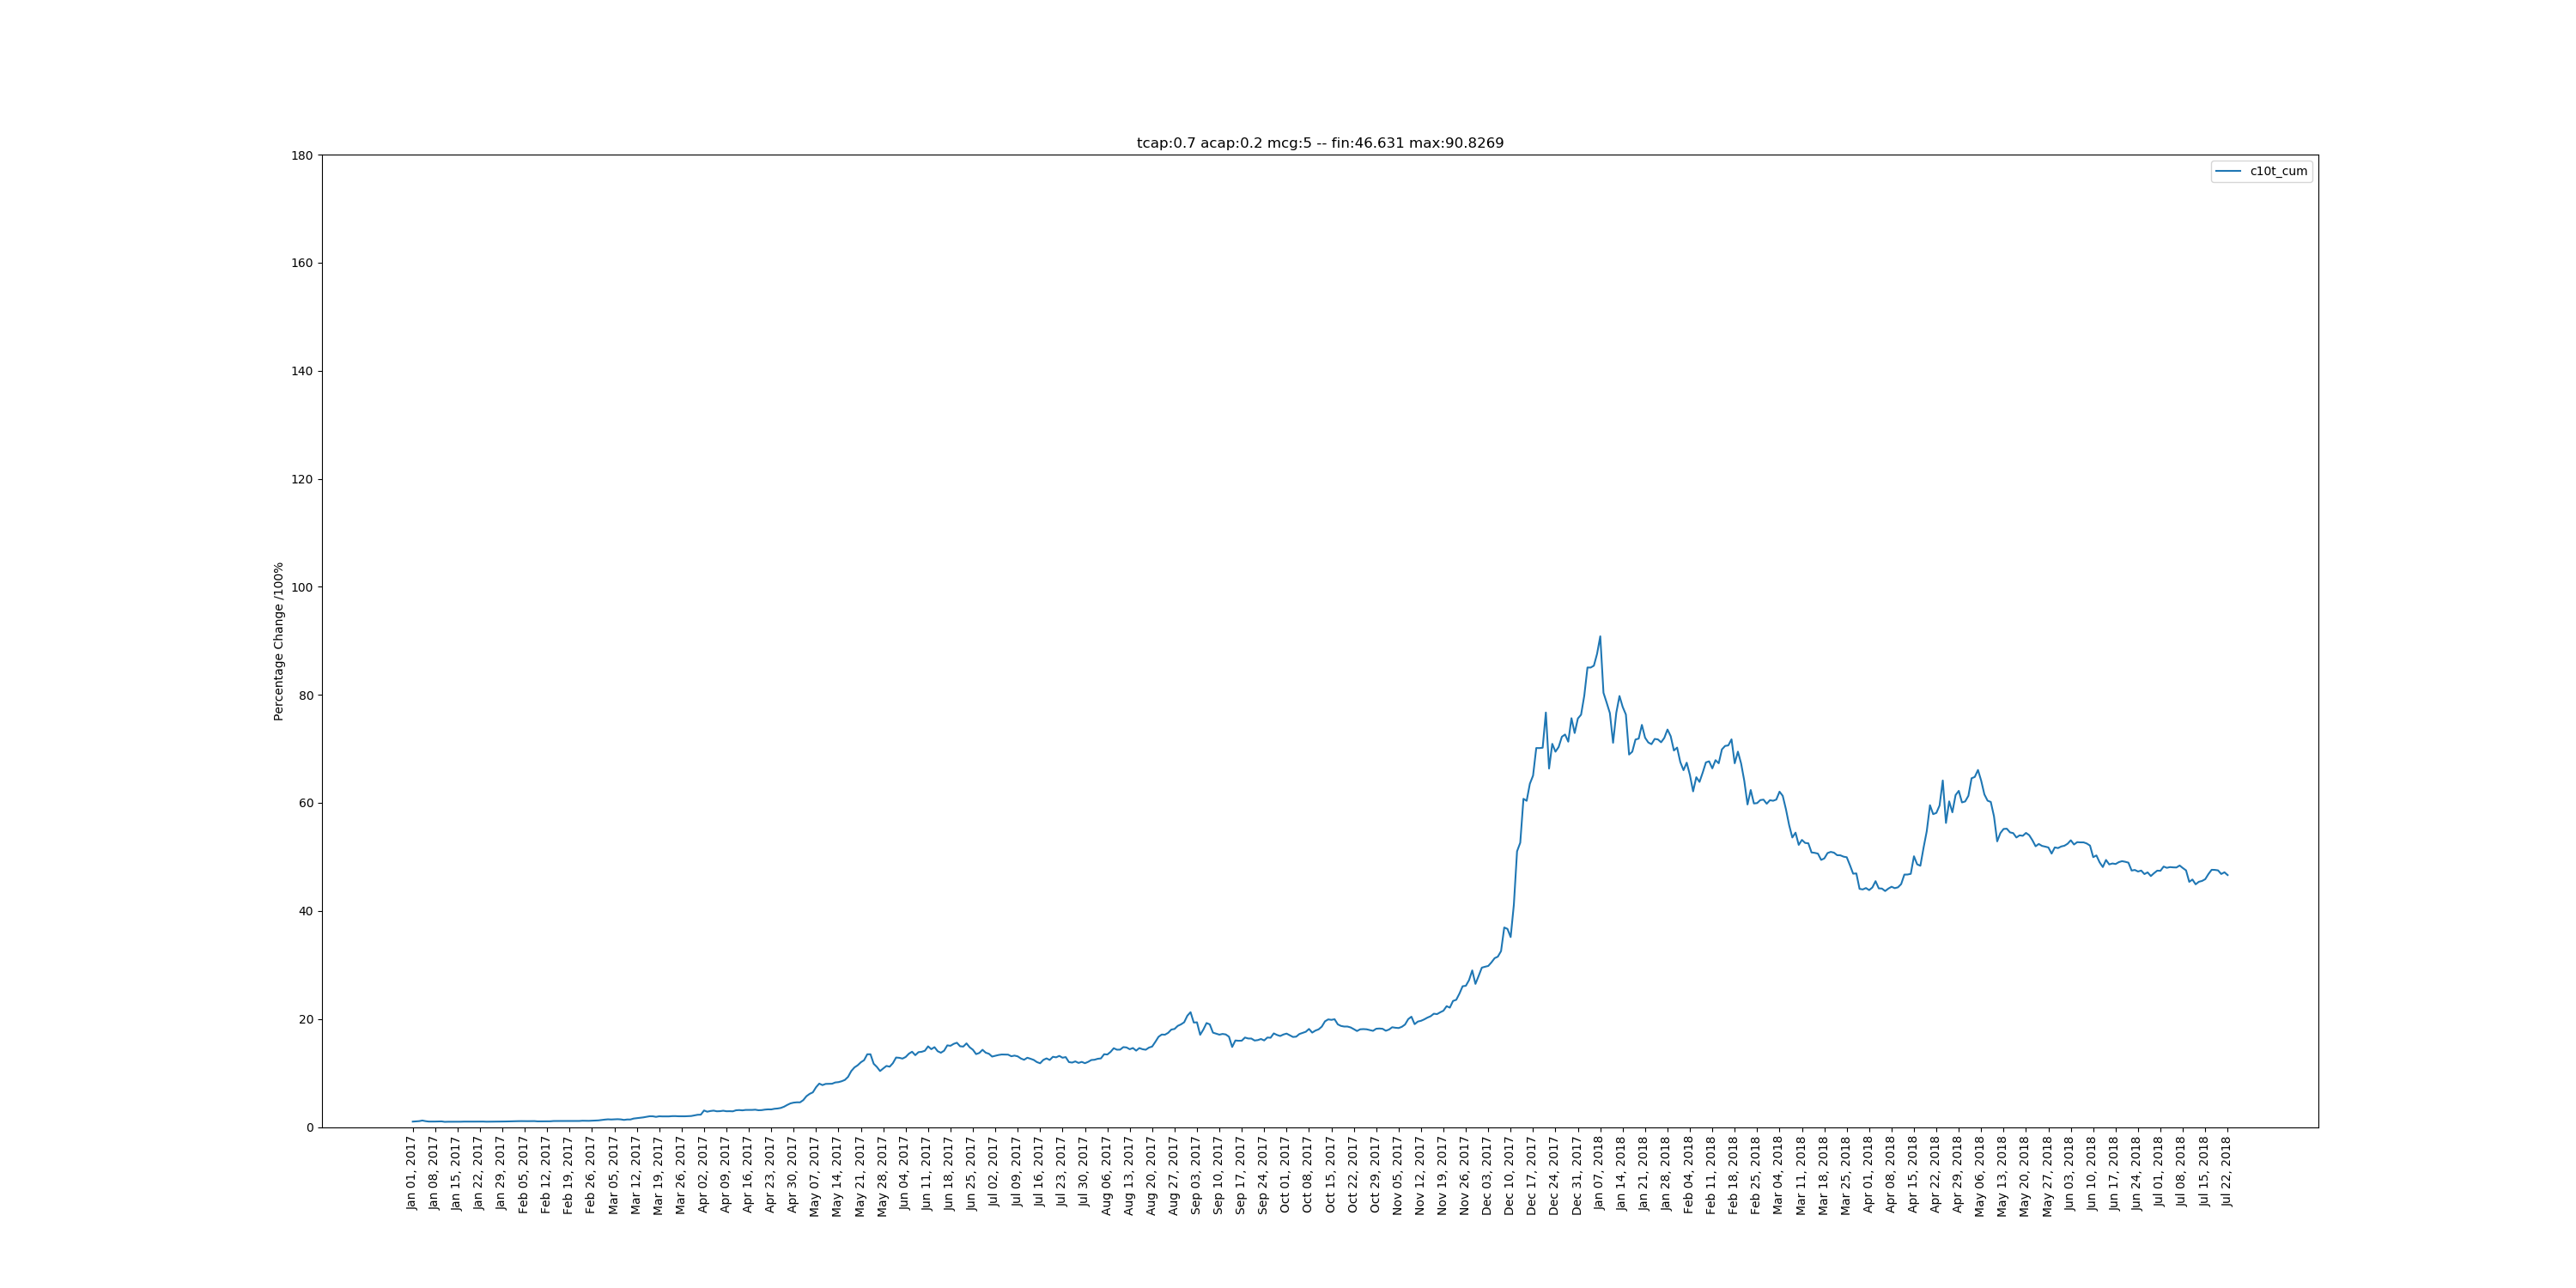 tcap:0.7 acap:0.2 mcg:5 -- fin:46.631 max:90.8269
c10t_cum
Percentage Change /100%
180
160
140
120
100
80
60
40
20
0
Jan 01, 2017
Jan 08, 2017
Jan 15, 2017
Jan 22, 2017
Jan 29, 2017
Feb 05, 2017
Feb 12, 2017
Feb 19, 2017
Feb 26, 2017
Mar 05, 2017
Mar 12, 2017
Mar 19, 2017
Mar 26, 2017
Apr 02, 2017
Apr 09, 2017
Apr 16, 2017
Apr 23, 2017
Apr 30, 2017
May 07, 2017
May 14, 2017
May 21, 2017
May 28, 2017
Jun 04, 2017
Jun 11, 2017
Jun 18, 2017
Jun 25, 2017
Jul 02, 2017
Jul 09, 2017
Jul 16, 2017
Jul 23, 2017
Jul 30, 2017
Aug 06, 2017
Aug 13, 2017
Aug 20, 2017
Aug 27, 2017
Sep 03, 2017
Sep 10, 2017
Sep 17, 2017
Sep 24, 2017
Oct 01, 2017
Oct 08, 2017
Oct 15, 2017
Oct 22, 2017
Oct 29, 2017
Nov 05, 2017
Nov 12, 2017
Nov 19, 2017
Nov 26, 2017
Dec 03, 2017
Dec 10, 2017
Dec 17, 2017
Dec 24, 2017
Dec 31, 2017
Jan 07, 2018
Jan 14, 2018
Jan 21, 2018
Jan 28, 2018
Feb 04, 2018
Feb 11, 2018
Feb 18, 2018
Feb 25, 2018
Mar 04, 2018
Mar 11, 2018
Mar 18, 2018
Mar 25, 2018
Apr 01, 2018
Apr 08, 2018
Apr 15, 2018
Apr 22, 2018
Apr 29, 2018
May 06, 2018
May 13, 2018
May 20, 2018
May 27, 2018
Jun 03, 2018
Jun 10, 2018
Jun 17, 2018
Jun 24, 2018
Jul 01, 2018
Jul 08, 2018
Jul 15, 2018
Jul 22, 2018